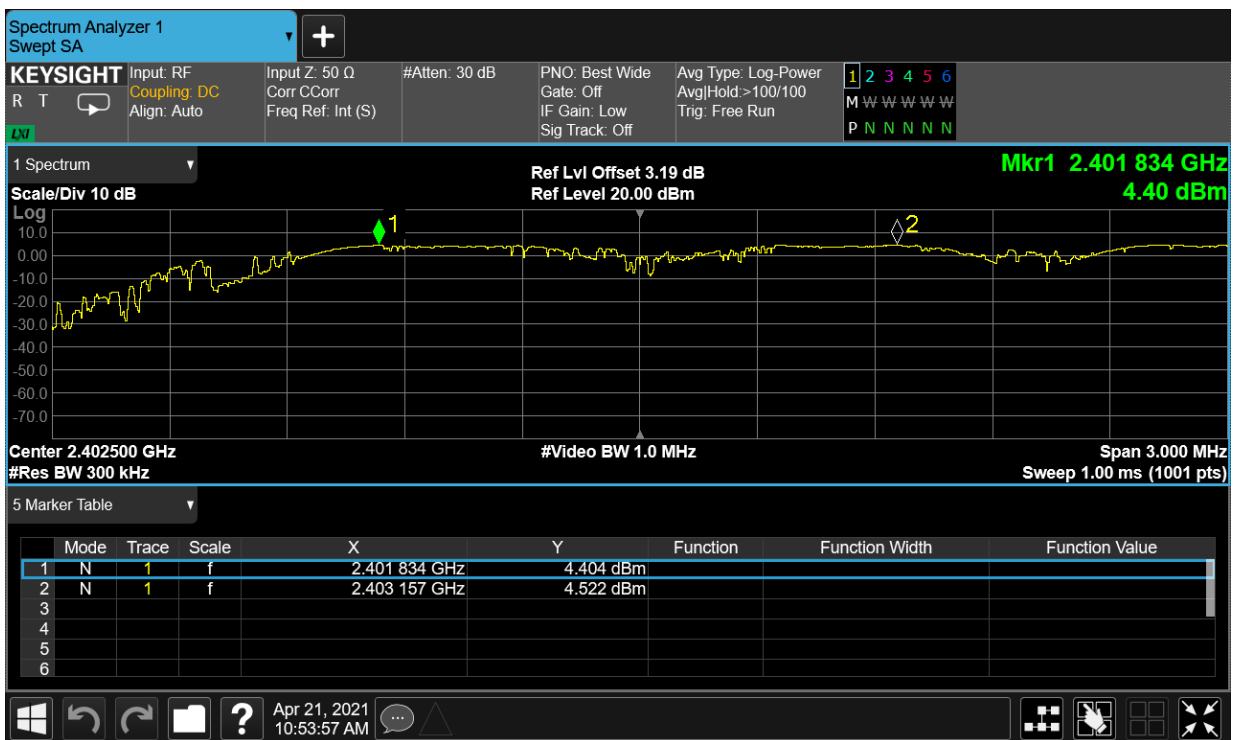 Spectrum Analyzer 1
Swept SA
+
KEYSIGHT
R T
LXI
Input: RF
Coupling: DC
Align: Auto
Input Z: 50 Ω
Corr CCorr
Freq Ref: Int (S)
#Atten: 30 dB
PNO: Best Wide
Gate: Off
IF Gain: Low
Sig Track: Off
Avg Type: Log-Power
Avg|Hold:>100/100
Trig: Free Run
1 2 3 4 5 6
M W W W W W
P N N N N N
1 Spectrum
Scale/Div 10 dB
Ref Lvl Offset 3.19 dB
Ref Level 20.00 dBm
Mkr1 2.401 834 GHz
4.40 dBm
Log
10.0
0.00
-10.0
-20.0
-30.0
-40.0
-50.0
-60.0
-70.0
1
2
Center 2.402500 GHz
#Res BW 300 kHz
#Video BW 1.0 MHz
Span 3.000 MHz
Sweep 1.00 ms (1001 pts)
5 Marker Table
Mode Trace Scale X Y Function Function Width Function Value
1 N 1 f 2.401 834 GHz 4.404 dBm
2 N 1 f 2.403 157 GHz 4.522 dBm
3
4
5
6
?
Apr 21, 2021
10:53:57 AM